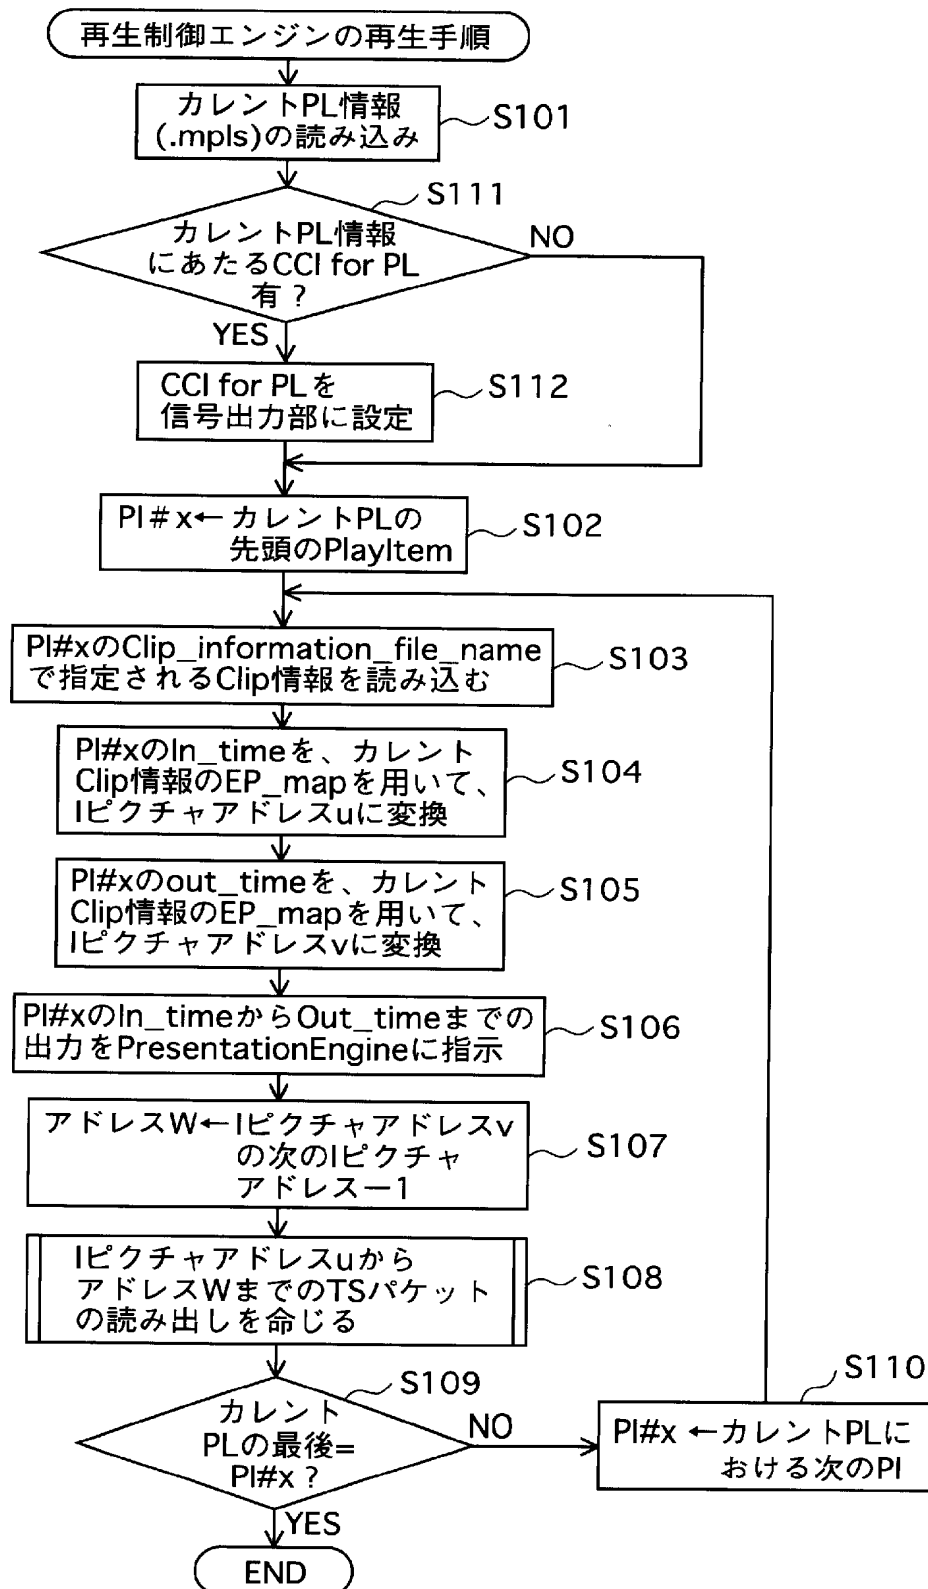 再生制御エンジンの再生手順
カレントPL情報
(.mpls)の読み込み
S101
S111
カレントPL情報
にあたるCCI for PL
有？
NO
YES
CCI for PLを
信号出力部に設定
S112
PI＃x←カレントPLの
先頭のPlayItem
S102
PI#xのClip_information_file_name
で指定されるClip情報を読み込む
S103
PI#xのIn_timeを、カレント
Clip情報のEP_mapを用いて、
Iピクチャアドレスuに変換
S104
PI#xのout_timeを、カレント
Clip情報のEP_mapを用いて、
Iピクチャアドレスvに変換
S105
PI#xのIn_timeからOut_timeまでの
出力をPresentationEngineに指示
S106
アドレスW←Iピクチャアドレスv
の次のIピクチャ
アドレスー1
S107
Iピクチャアドレスuから
アドレスWまでのTSパケット
の読み出しを命じる
S108
S109
カレント
PLの最後=
PI#x？
NO
YES
S110
PI#x ←カレントPLに
おける次のPI
END